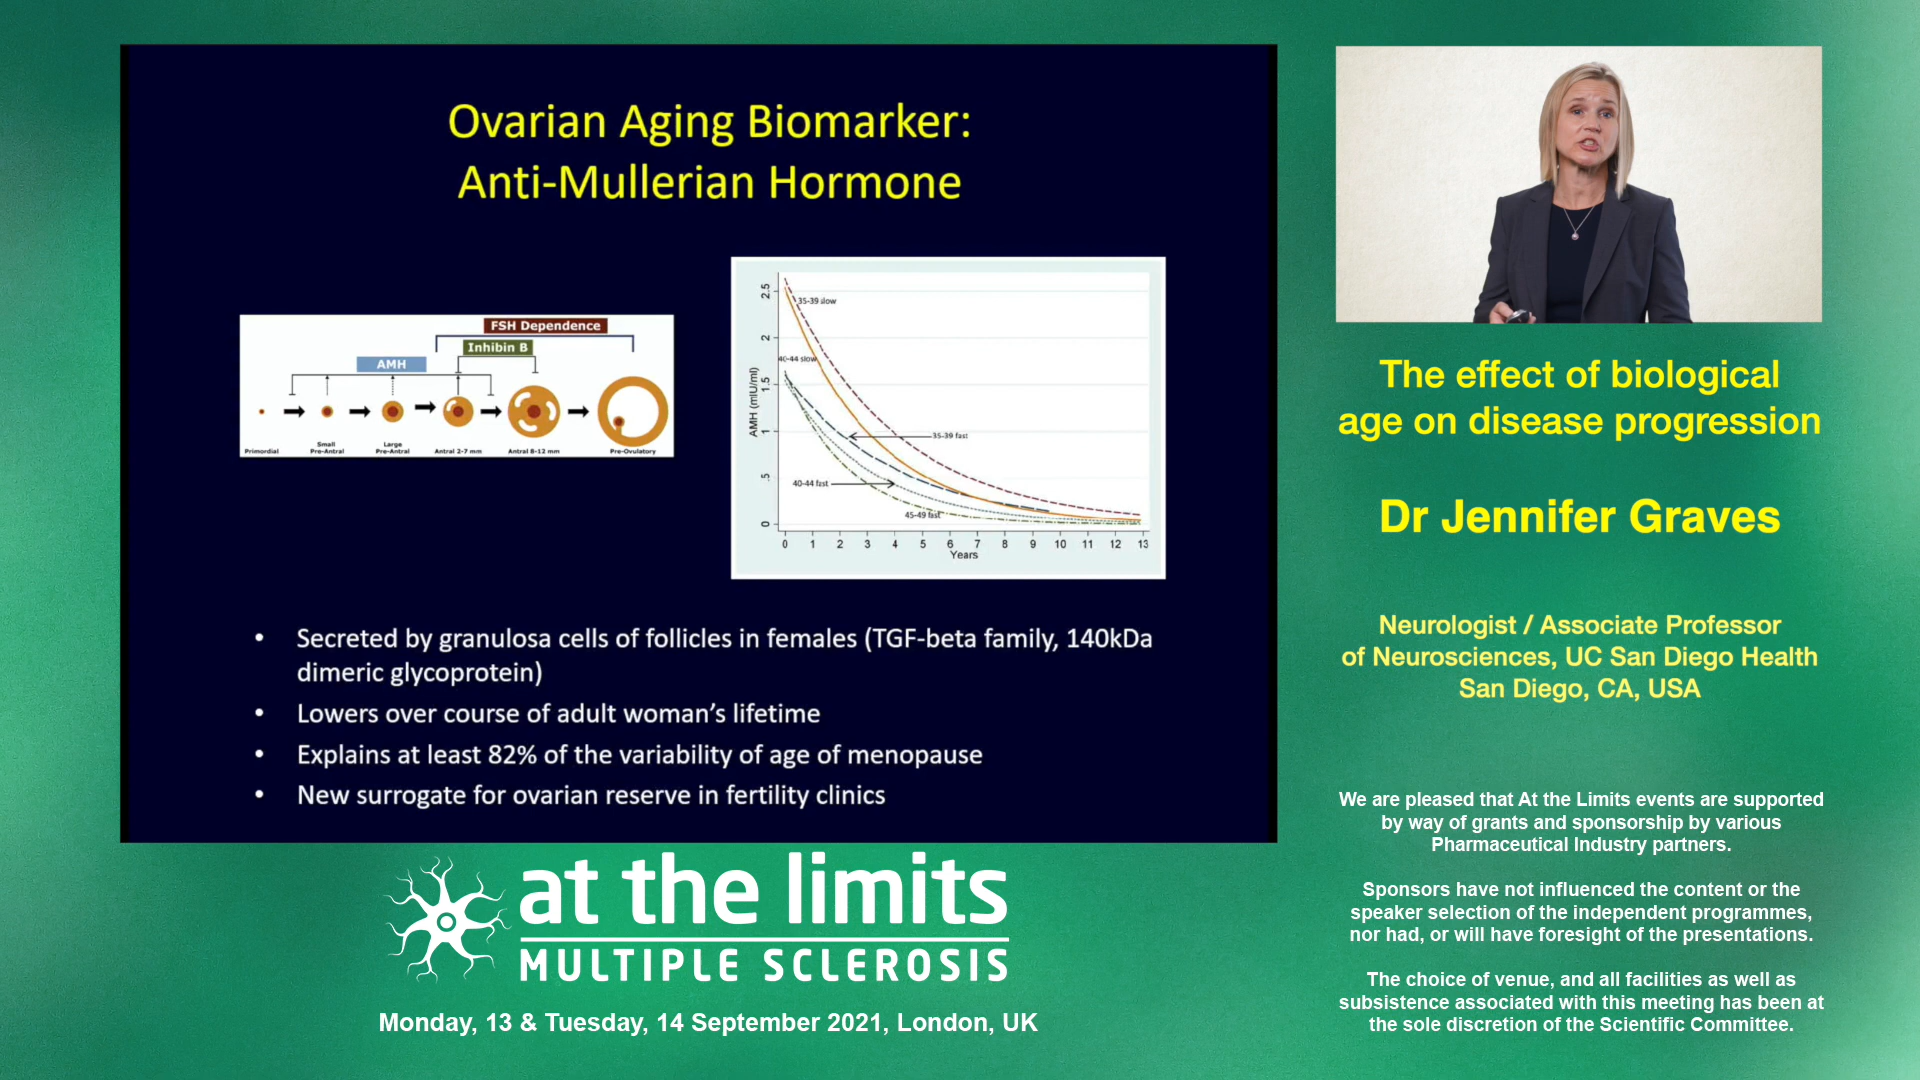 Ovarian Aging Biomarker:
Anti-Mullerian Hormone
FSH Dependence
Inhibin B
AMH
Primordial
Small
Pre-Antral
Large
Pre-Antral
Antral 2-7 mm
Antral 8-12 mm
Pre-Ovulatory
AMH (mIU/ml)
2.5
2
1.5
1
.5
0
35-39 slow
40-44 slow
35-39 fast
40-44 fast
45-49 fast
0 1 2 3 4 5 6 7 8 9 10 11 12 13
Years
• Secreted by granulosa cells of follicles in females (TGF-beta family, 140kDa
dimeric glycoprotein)
• Lowers over course of adult woman’s lifetime
• Explains at least 82% of the variability of age of menopause
• New surrogate for ovarian reserve in fertility clinics
at the limits
MULTIPLE SCLEROSIS
Monday, 13 & Tuesday, 14 September 2021, London, UK
The effect of biological
age on disease progression
Dr Jennifer Graves
Neurologist / Associate Professor
of Neurosciences, UC San Diego Health
San Diego, CA, USA
We are pleased that At the Limits events are supported
by way of grants and sponsorship by various
Pharmaceutical Industry partners.
Sponsors have not influenced the content or the
speaker selection of the independent programmes,
nor had, or will have foresight of the presentations.
The choice of venue, and all facilities as well as
subsistence associated with this meeting has been at
the sole discretion of the Scientific Committee.